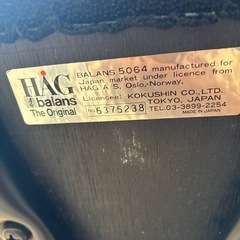 HÅG
balans
The Original
BALANS 5064 manufactured for
Japan market under licence from
HÅG A/S, Oslo, Norway.
Licencee: KOKUSHIN CO., LTD.
TOKYO, JAPAN
No 6375238 TEL.03-3899-2254
MADE IN JAPAN